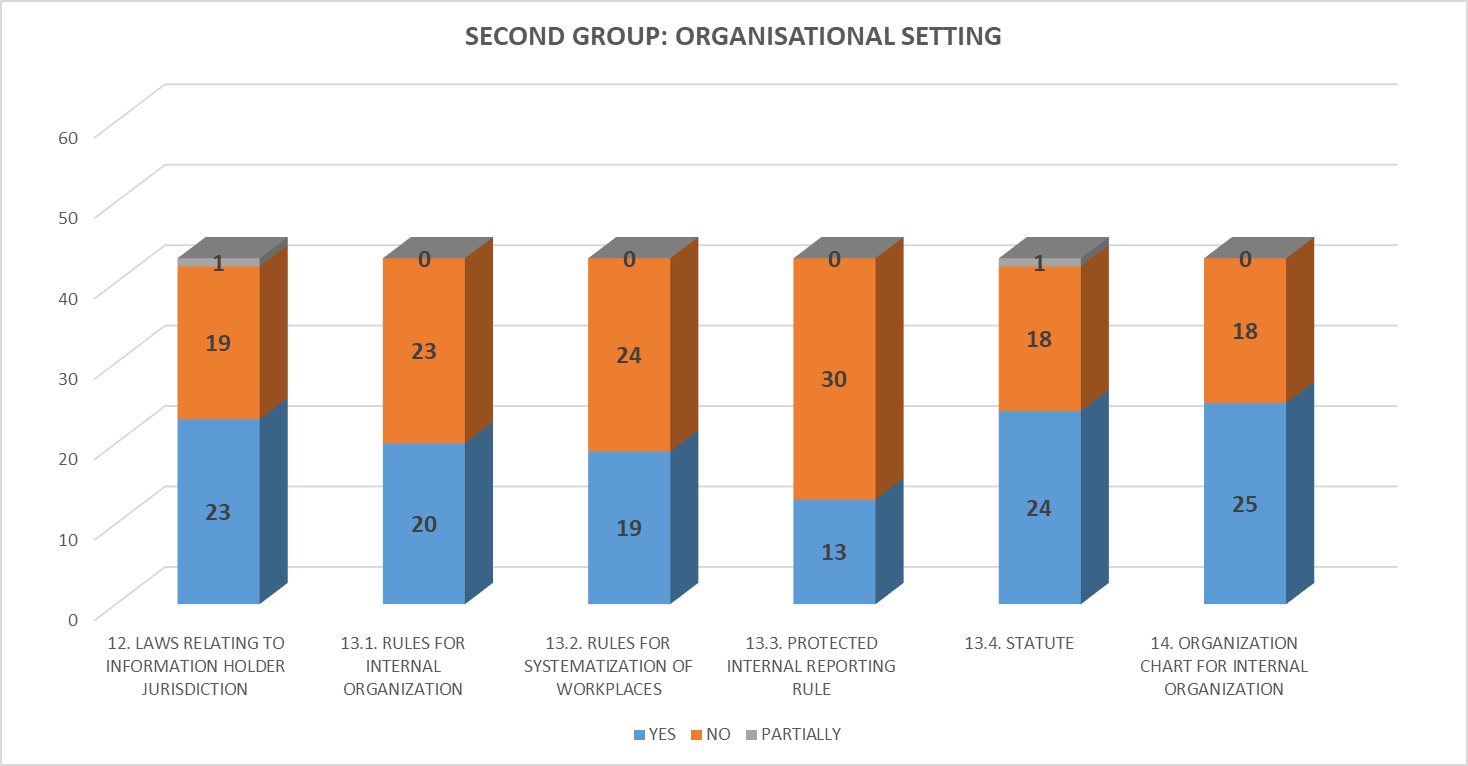 SECOND GROUP: ORGANISATIONAL SETTING
60
50
40
30
20
10
0
1
0
0
0
1
0
19
23
24
30
18
18
23
20
19
13
24
25
12. LAWS RELATING TO
INFORMATION HOLDER
JURISDICTION
13.1. RULES FOR
INTERNAL
ORGANIZATION
13.2. RULES FOR
SYSTEMATIZATION OF
WORKPLACES
13.3. PROTECTED
INTERNAL REPORTING
RULE
13.4. STATUTE
14. ORGANIZATION
CHART FOR INTERNAL
ORGANIZATION
YES NO PARTIALLY